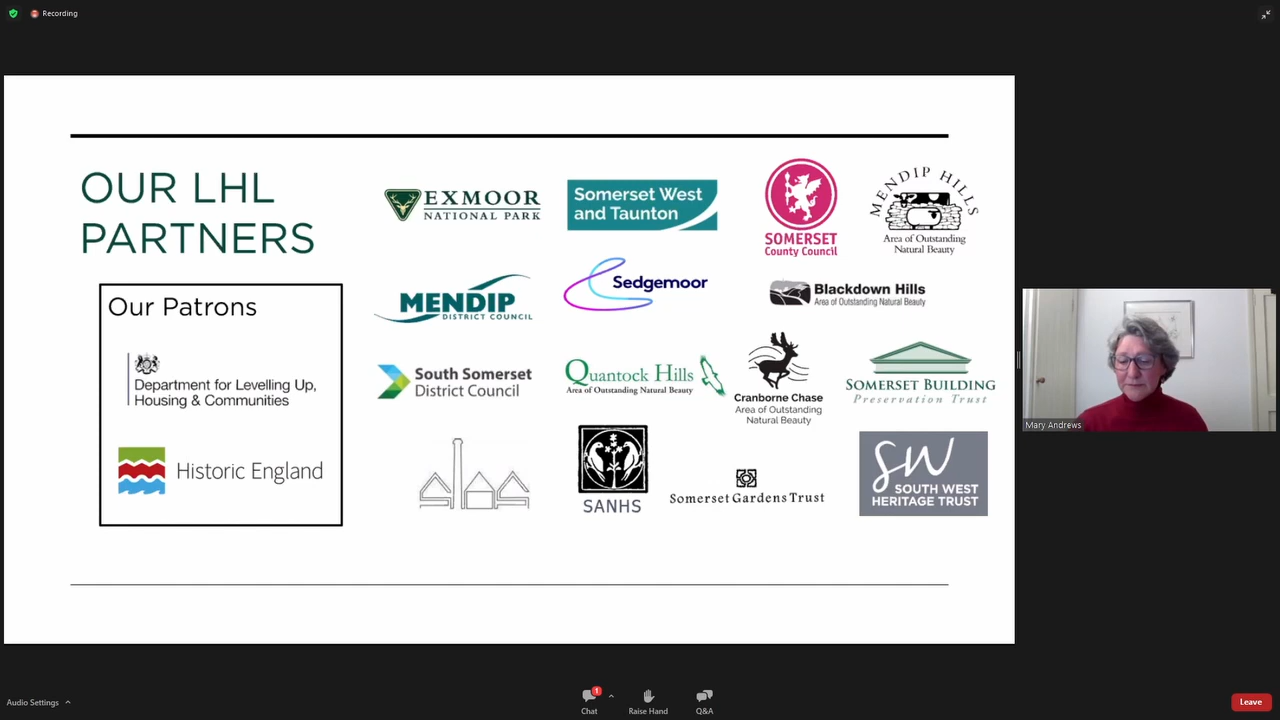 Recording
OUR LHL
PARTNERS
Our Patrons
Department for Levelling Up,
Housing & Communities
Historic England
EXMOOR
NATIONAL PARK
Somerset West
and Taunton
SOMERSET
County Council
MENDIP HILLS
Area of Outstanding
Natural Beauty
MENDIP
DISTRICT COUNCIL
Sedgemoor
Blackdown Hills
Area of Outstanding Natural Beauty
South Somerset
District Council
Quantock Hills
Area of Outstanding Natural Beauty
Cranborne Chase
Area of Outstanding
Natural Beauty
SOMERSET BUILDING
Preservation Trust
SANHS
Somerset Gardens Trust
SW
SOUTH WEST
HERITAGE TRUST
Mary Andrews
Audio Settings
1
Chat
Raise Hand
Q&A
Leave